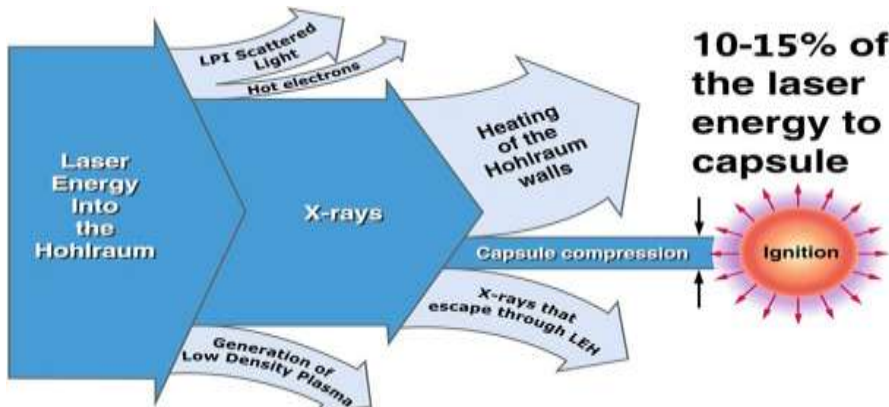 LPI Scattered
Light
Hot electrons
10-15% of
the laser
energy to
capsule
Laser
Energy
Into
the
Hohlraum
X-rays
Heating
of the
Hohlraum
walls
Capsule compression
Ignition
X-rays that
escape through LEH
Generation of
Low Density Plasma